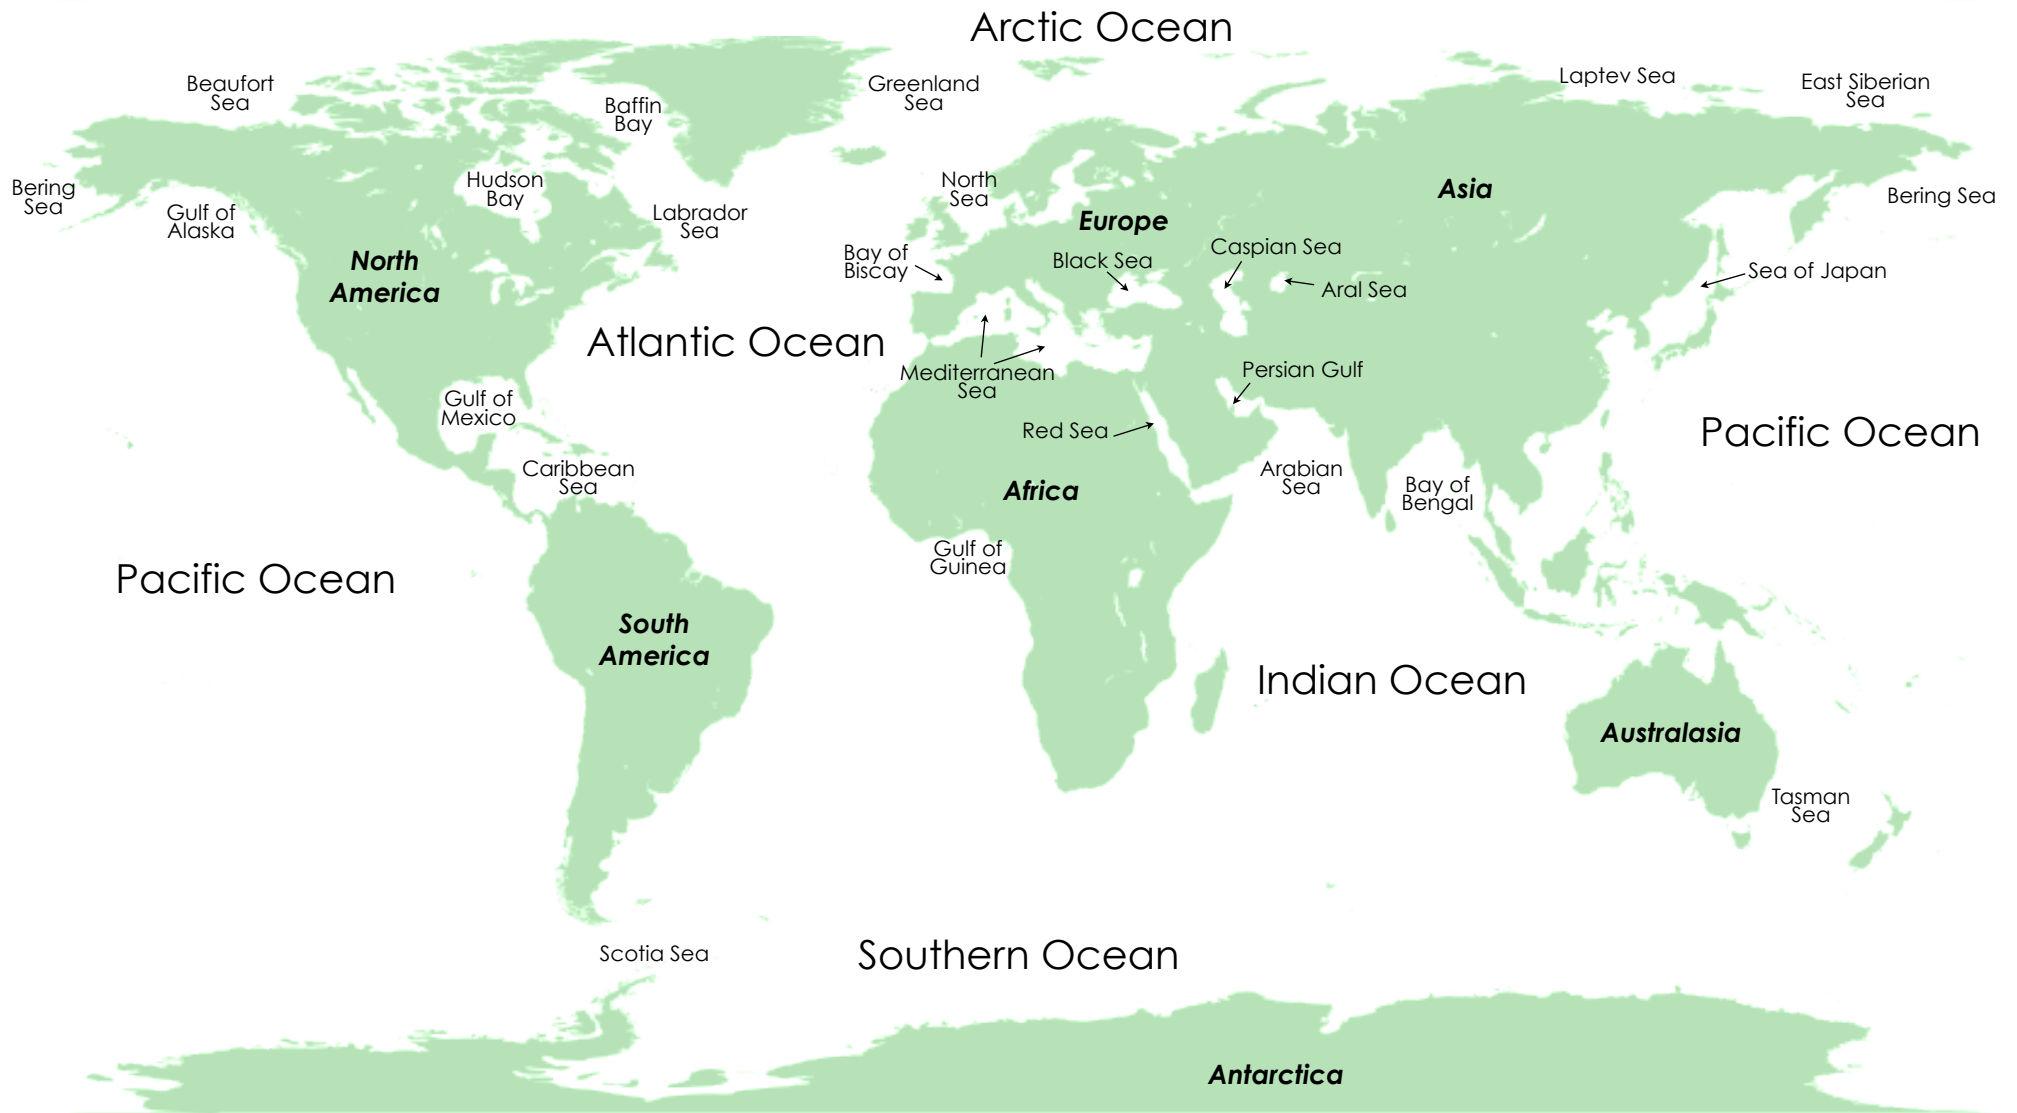 Arctic Ocean
Beaufort
Sea
Baffin
Bay
Greenland
Sea
Laptev Sea
East Siberian
Sea
Bering
Sea
Gulf of
Alaska
Hudson
Bay
Labrador
Sea
North
Sea
Asia
Bering Sea
Europe
North
America
Bay of
Biscay
Black Sea
Caspian Sea
Aral Sea
Sea of Japan
Atlantic Ocean
Mediterranean
Sea
Persian Gulf
Gulf of
Mexico
Red Sea
Pacific Ocean
Caribbean
Sea
Africa
Arabian
Sea
Bay of
Bengal
Gulf of
Guinea
Pacific Ocean
South
America
Indian Ocean
Australasia
Tasman
Sea
Scotia Sea
Southern Ocean
Antarctica